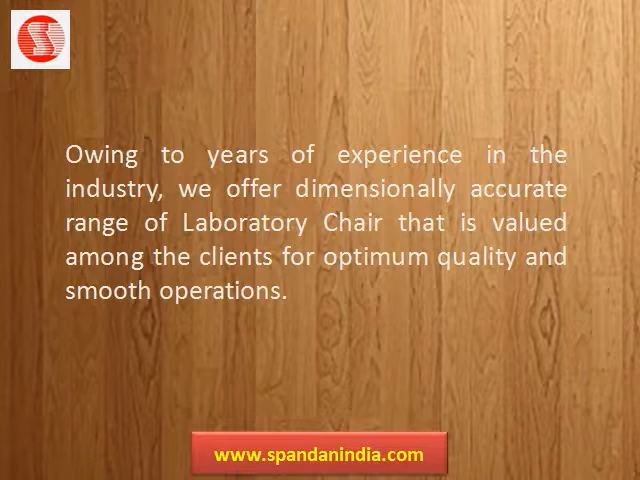 Owing to years of experience in the
industry, we offer dimensionally accurate
range of Laboratory Chair that is valued
among the clients for optimum quality and
smooth operations.
www.spandanindia.com